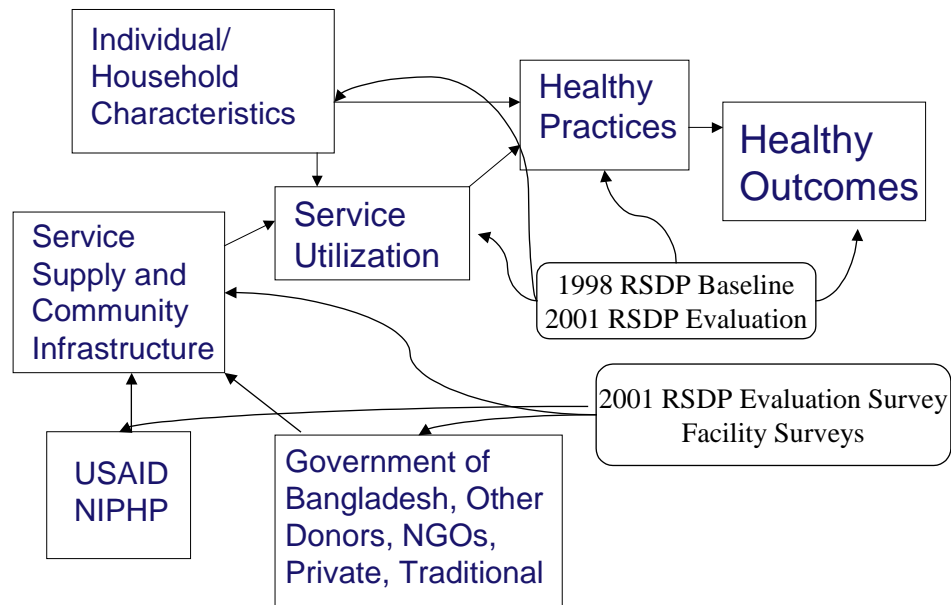 Individual/
Household
Characteristics
Healthy
Practices
Healthy
Outcomes
Service
Utilization
Service
Supply and
Community
Infrastructure
1998 RSDP Baseline
2001 RSDP Evaluation
2001 RSDP Evaluation Survey
Facility Surveys
USAID
NIPHP
Government of
Bangladesh, Other
Donors, NGOs,
Private, Traditional